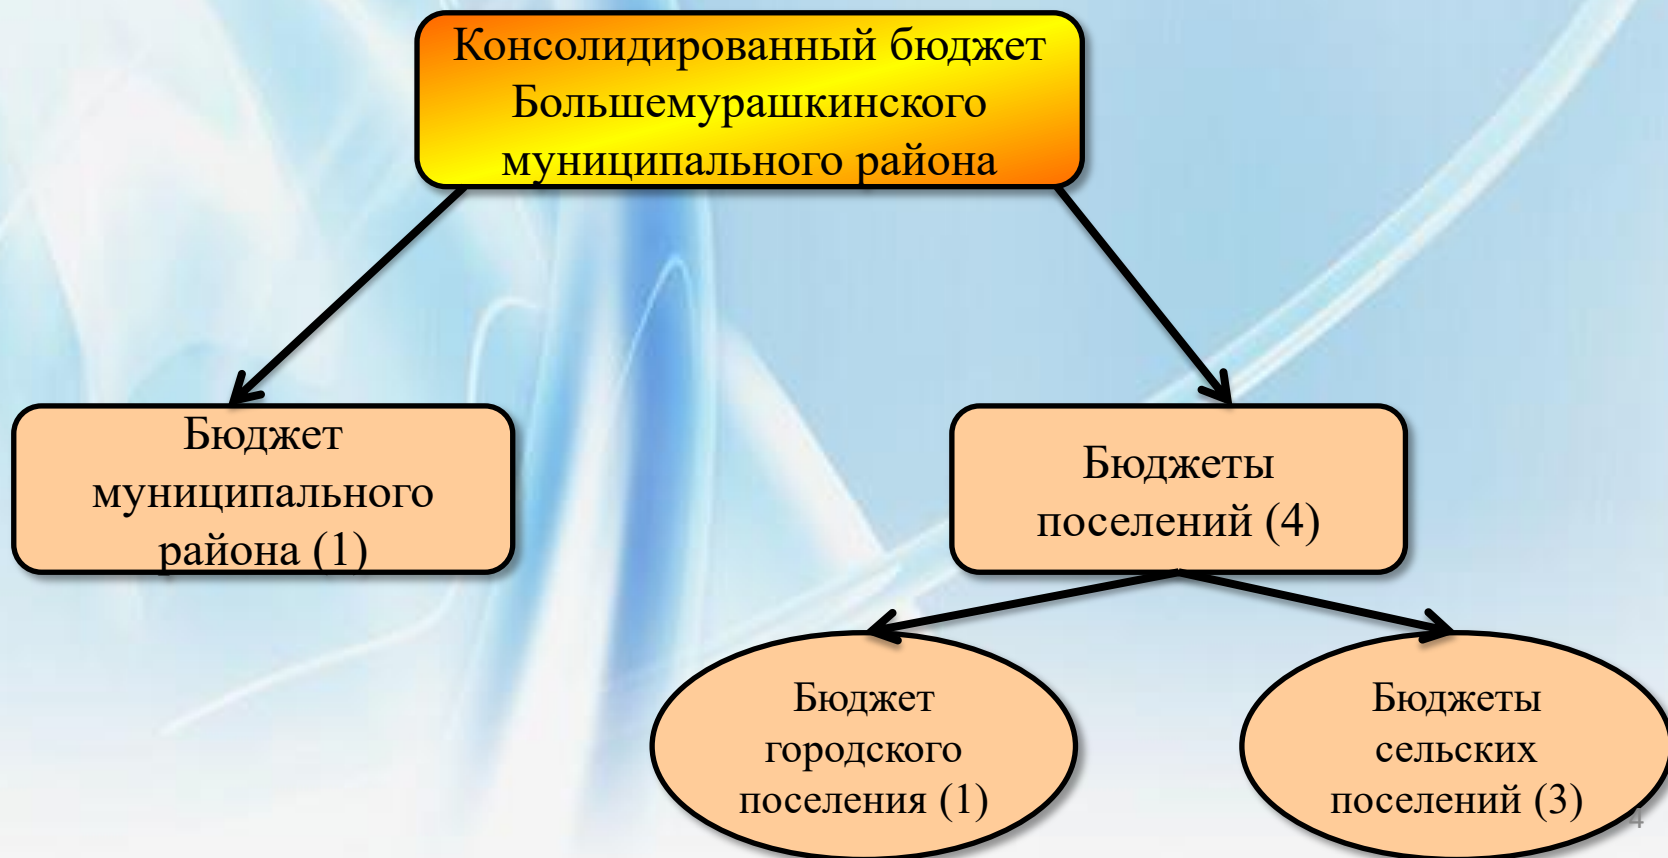 Консолидированный бюджет
Большемурашкинского
муниципального района
Бюджет
муниципального
района (1)
Бюджеты
поселений (4)
Бюджет
городского
поселения (1)
Бюджеты
сельских
поселений (3)
4